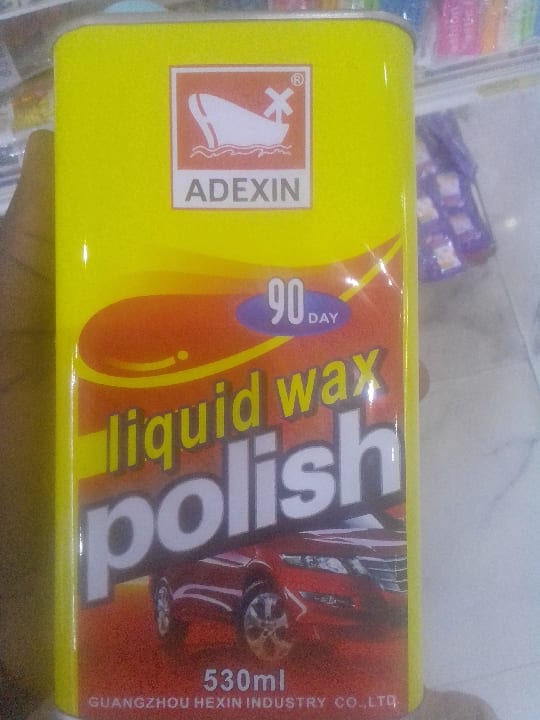 ®
ADEXIN
90 DAY
liquid wax
polish
530ml
GUANGZHOU HEXIN INDUSTRY CO.,LTD